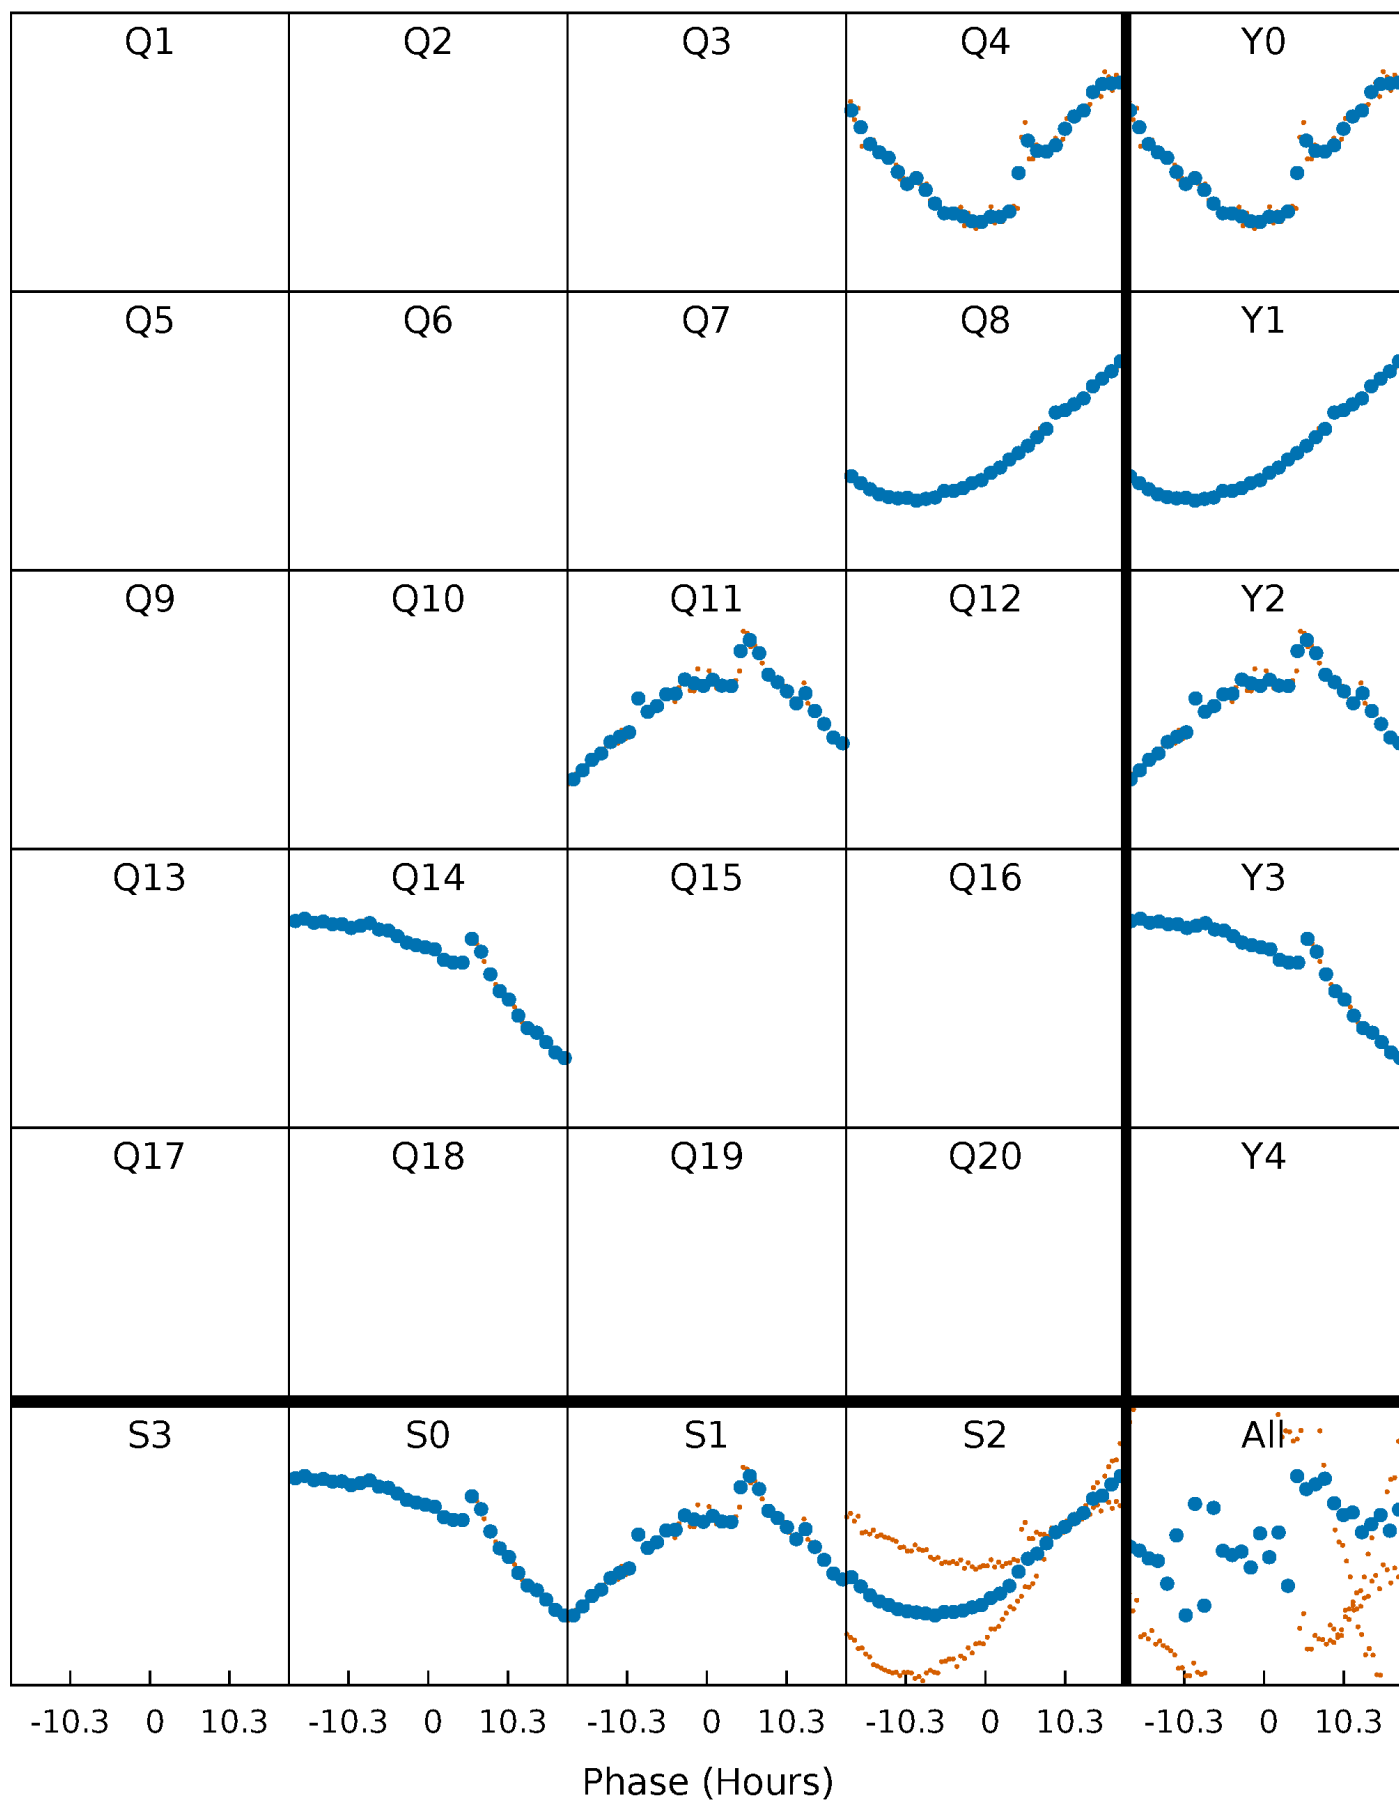 Q1 Q2 Q3 Q4 Y0
Q5 Q6 Q7 Q8 Y1
Q9 Q10 Q11 Q12 Y2
Q13 Q14 Q15 Q16 Y3
Q17 Q18 Q19 Q20 Y4
S3 S0 S1 S2 All
-10.3 0 10.3 -10.3 0 10.3 -10.3 0 10.3 -10.3 0 10.3 -10.3 0 10.3
Phase (Hours)